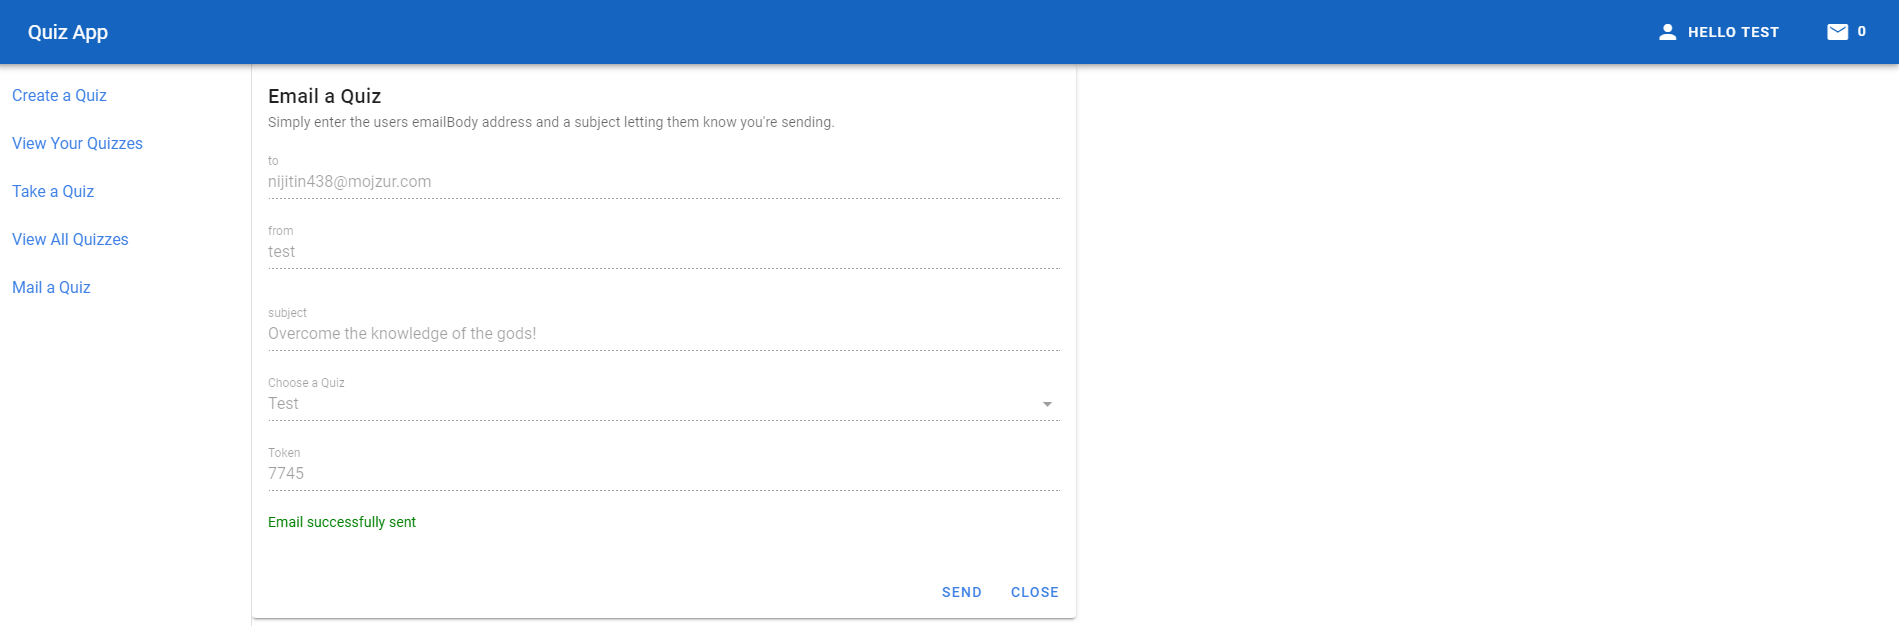 Quiz App
HELLO TEST
0
Create a Quiz
View Your Quizzes
Take a Quiz
View All Quizzes
Mail a Quiz
Email a Quiz
Simply enter the users emailBody address and a subject letting them know you're sending.
to
nijitin438@mojzur.com
from
test
subject
Overcome the knowledge of the gods!
Choose a Quiz
Test
Token
7745
Email successfully sent
SEND CLOSE